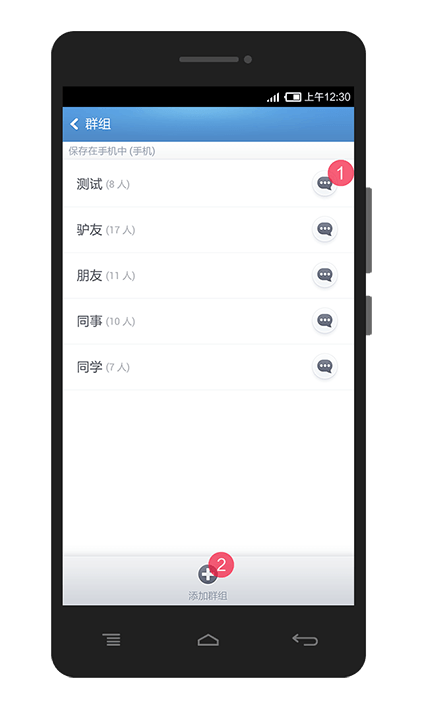 上午12:30
群组
保存在手机中 (手机)
测试 (8 人)
1
驴友 (17 人)
朋友 (11 人)
同事 (10 人)
同学 (7 人)
2
添加群组